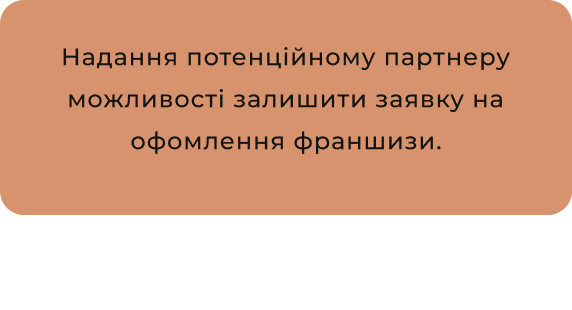 Надання потенційному партнеру
можливості залишити заявку на
офомлення франшизи.